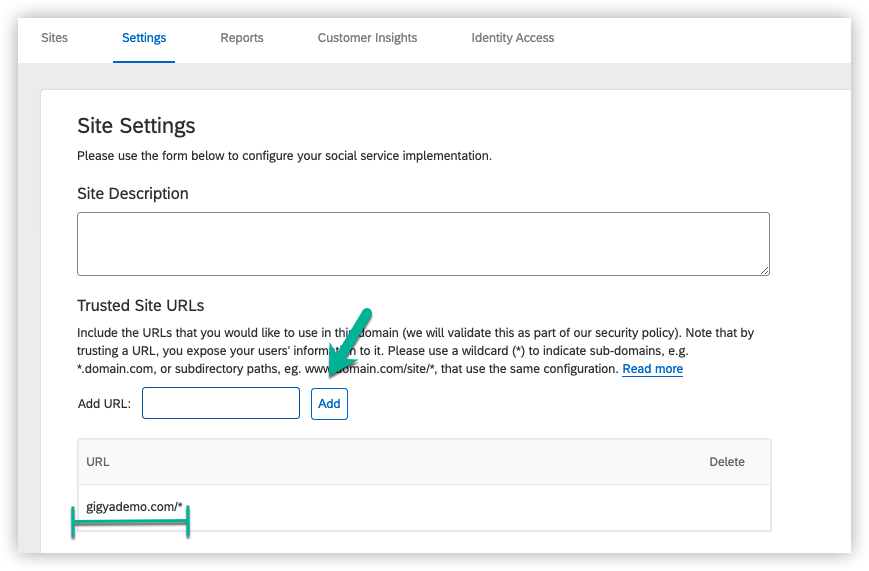 Sites Settings Reports Customer Insights Identity Access
Site Settings
Please use the form below to configure your social service implementation.
Site Description
Trusted Site URLs
Include the URLs that you would like to use in this domain (we will validate this as part of our security policy). Note that by
trusting a URL, you expose your users' information to it. Please use a wildcard (*) to indicate sub-domains, e.g.
*.domain.com, or subdirectory paths, eg. www.domain.com/site/*, that use the same configuration. Read more
Add URL: Add
URL Delete
gigyademo.com/*